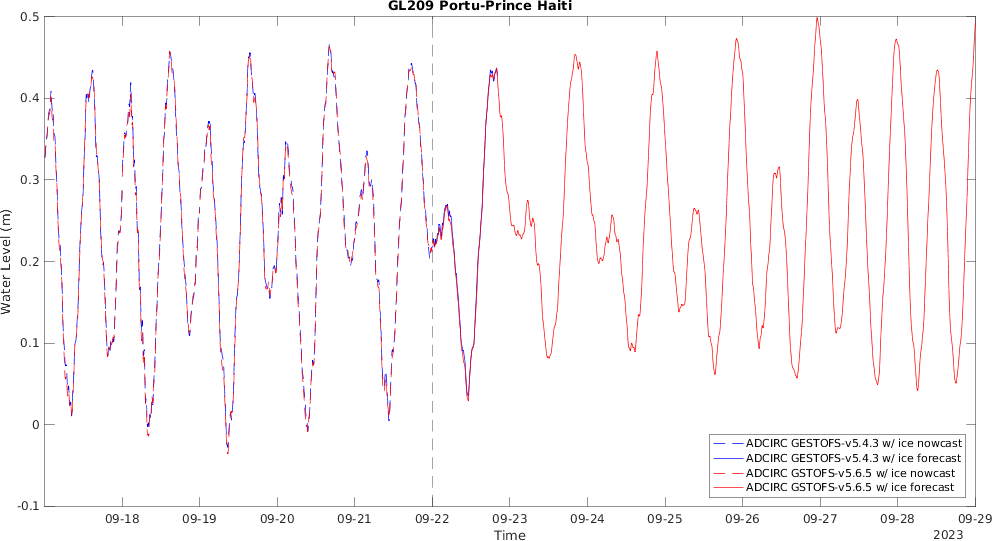 GL209 Portu-Prince Haiti
0.5
0.4
0.3
0.2
0.1
0
-0.1
Water Level (m)
ADCIRC GESTOFS-v5.4.3 w/ ice nowcast
ADCIRC GESTOFS-v5.4.3 w/ ice forecast
ADCIRC GSTOFS-v5.6.5 w/ ice nowcast
ADCIRC GSTOFS-v5.6.5 w/ ice forecast
09-18 09-19 09-20 09-21 09-22 09-23 09-24 09-25 09-26 09-27 09-28 09-29
Time
2023